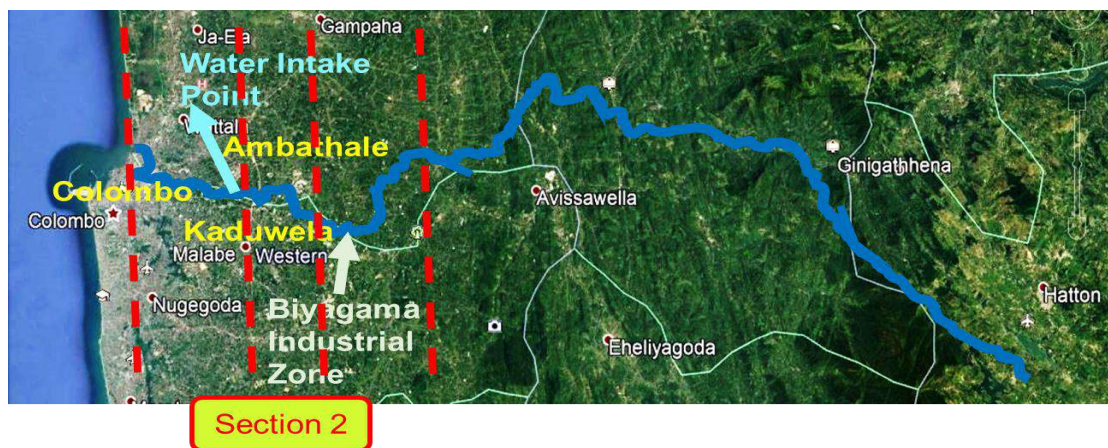 Gampaha
Ja-Ela
Water Intake
Point
Wattala
Ambathale
Ginigathhena
Colombo
Avissawella
Colombo
Kaduwela
Malabe
Western
Nugegoda
Hatton
Biyagama
Industrial
Zone
Eheliyagoda
Section 2